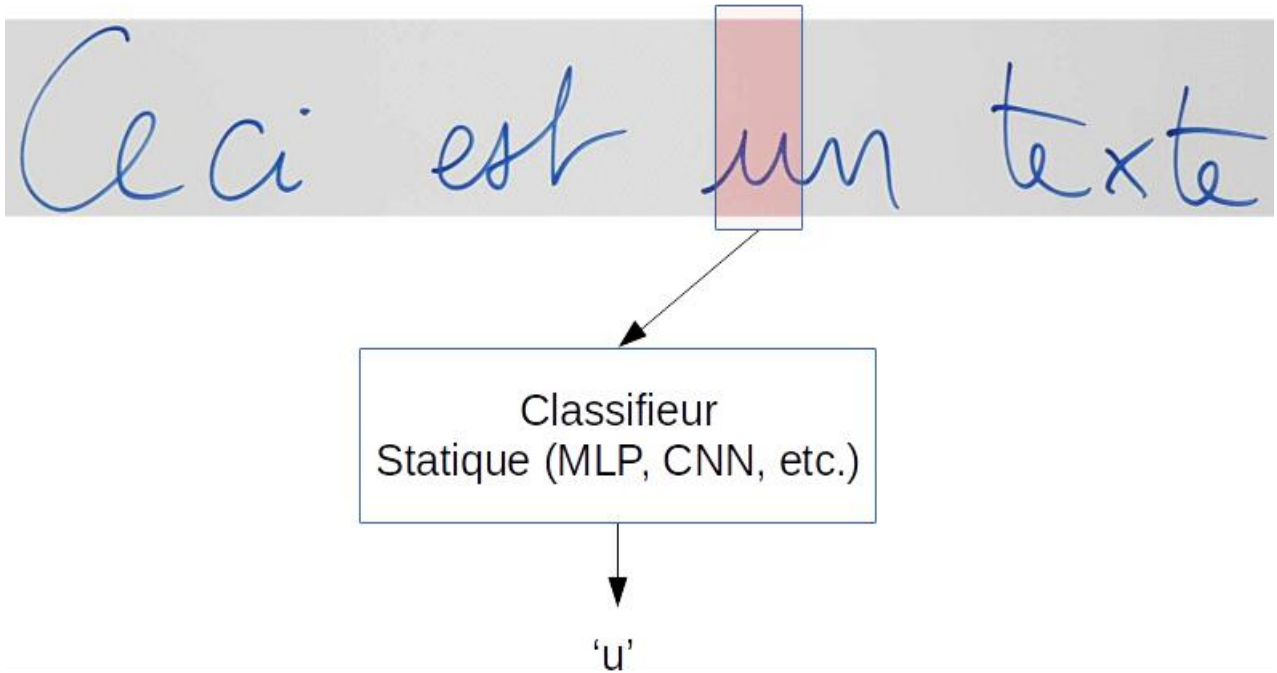 Ceci est un texte
Classifieur
Statique (MLP, CNN, etc.)
‘u’